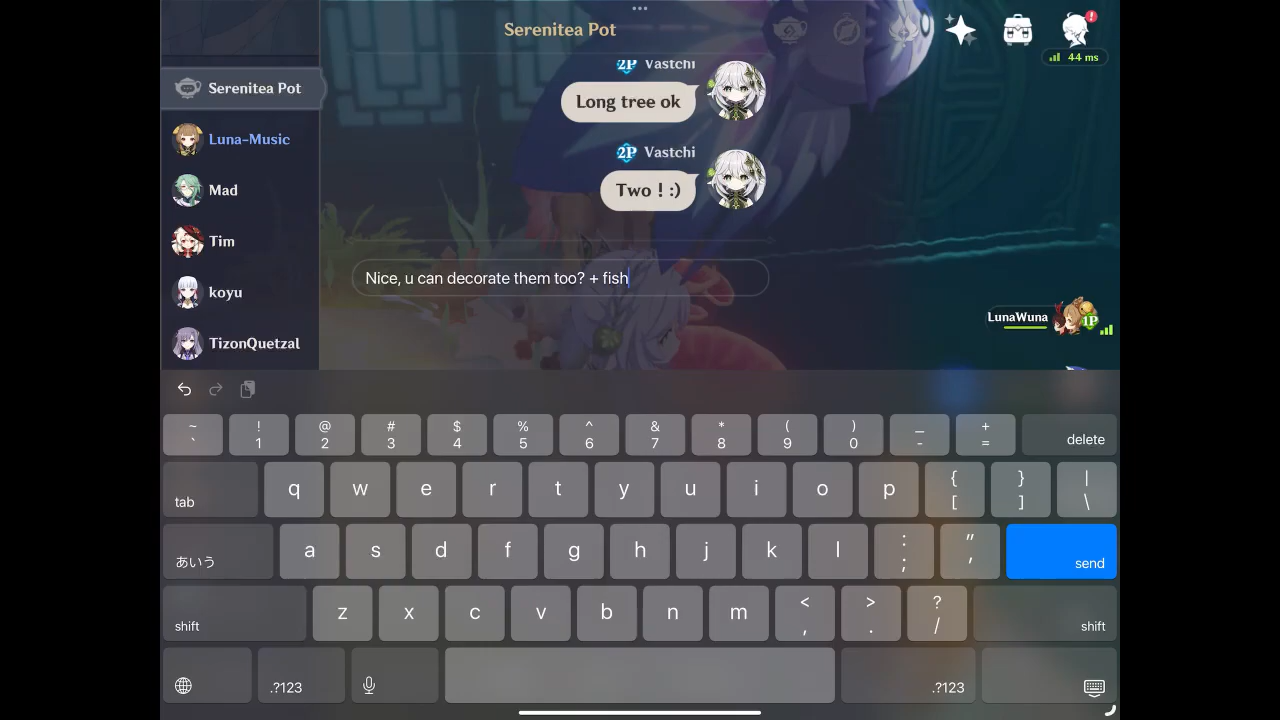 Serenitea Pot
44 ms
Serenitea Pot
2P Vastchi
Long tree ok
Luna-Music
2P Vastchi
Mad
Two ! :)
Tim
Nice, u can decorate them too? + fish
koyu
LunaWuna
1P
TizonQuetzal
~ ! @ # $ % ^ & * ( ) _ +
` 1 2 3 4 5 6 7 8 9 0 - = delete
tab q w e r t y u i o p { [ } ] | \
あいう a s d f g h j k l : ; " ' send
shift z x c v b n m < , > . ? / shift
.?123 .?123